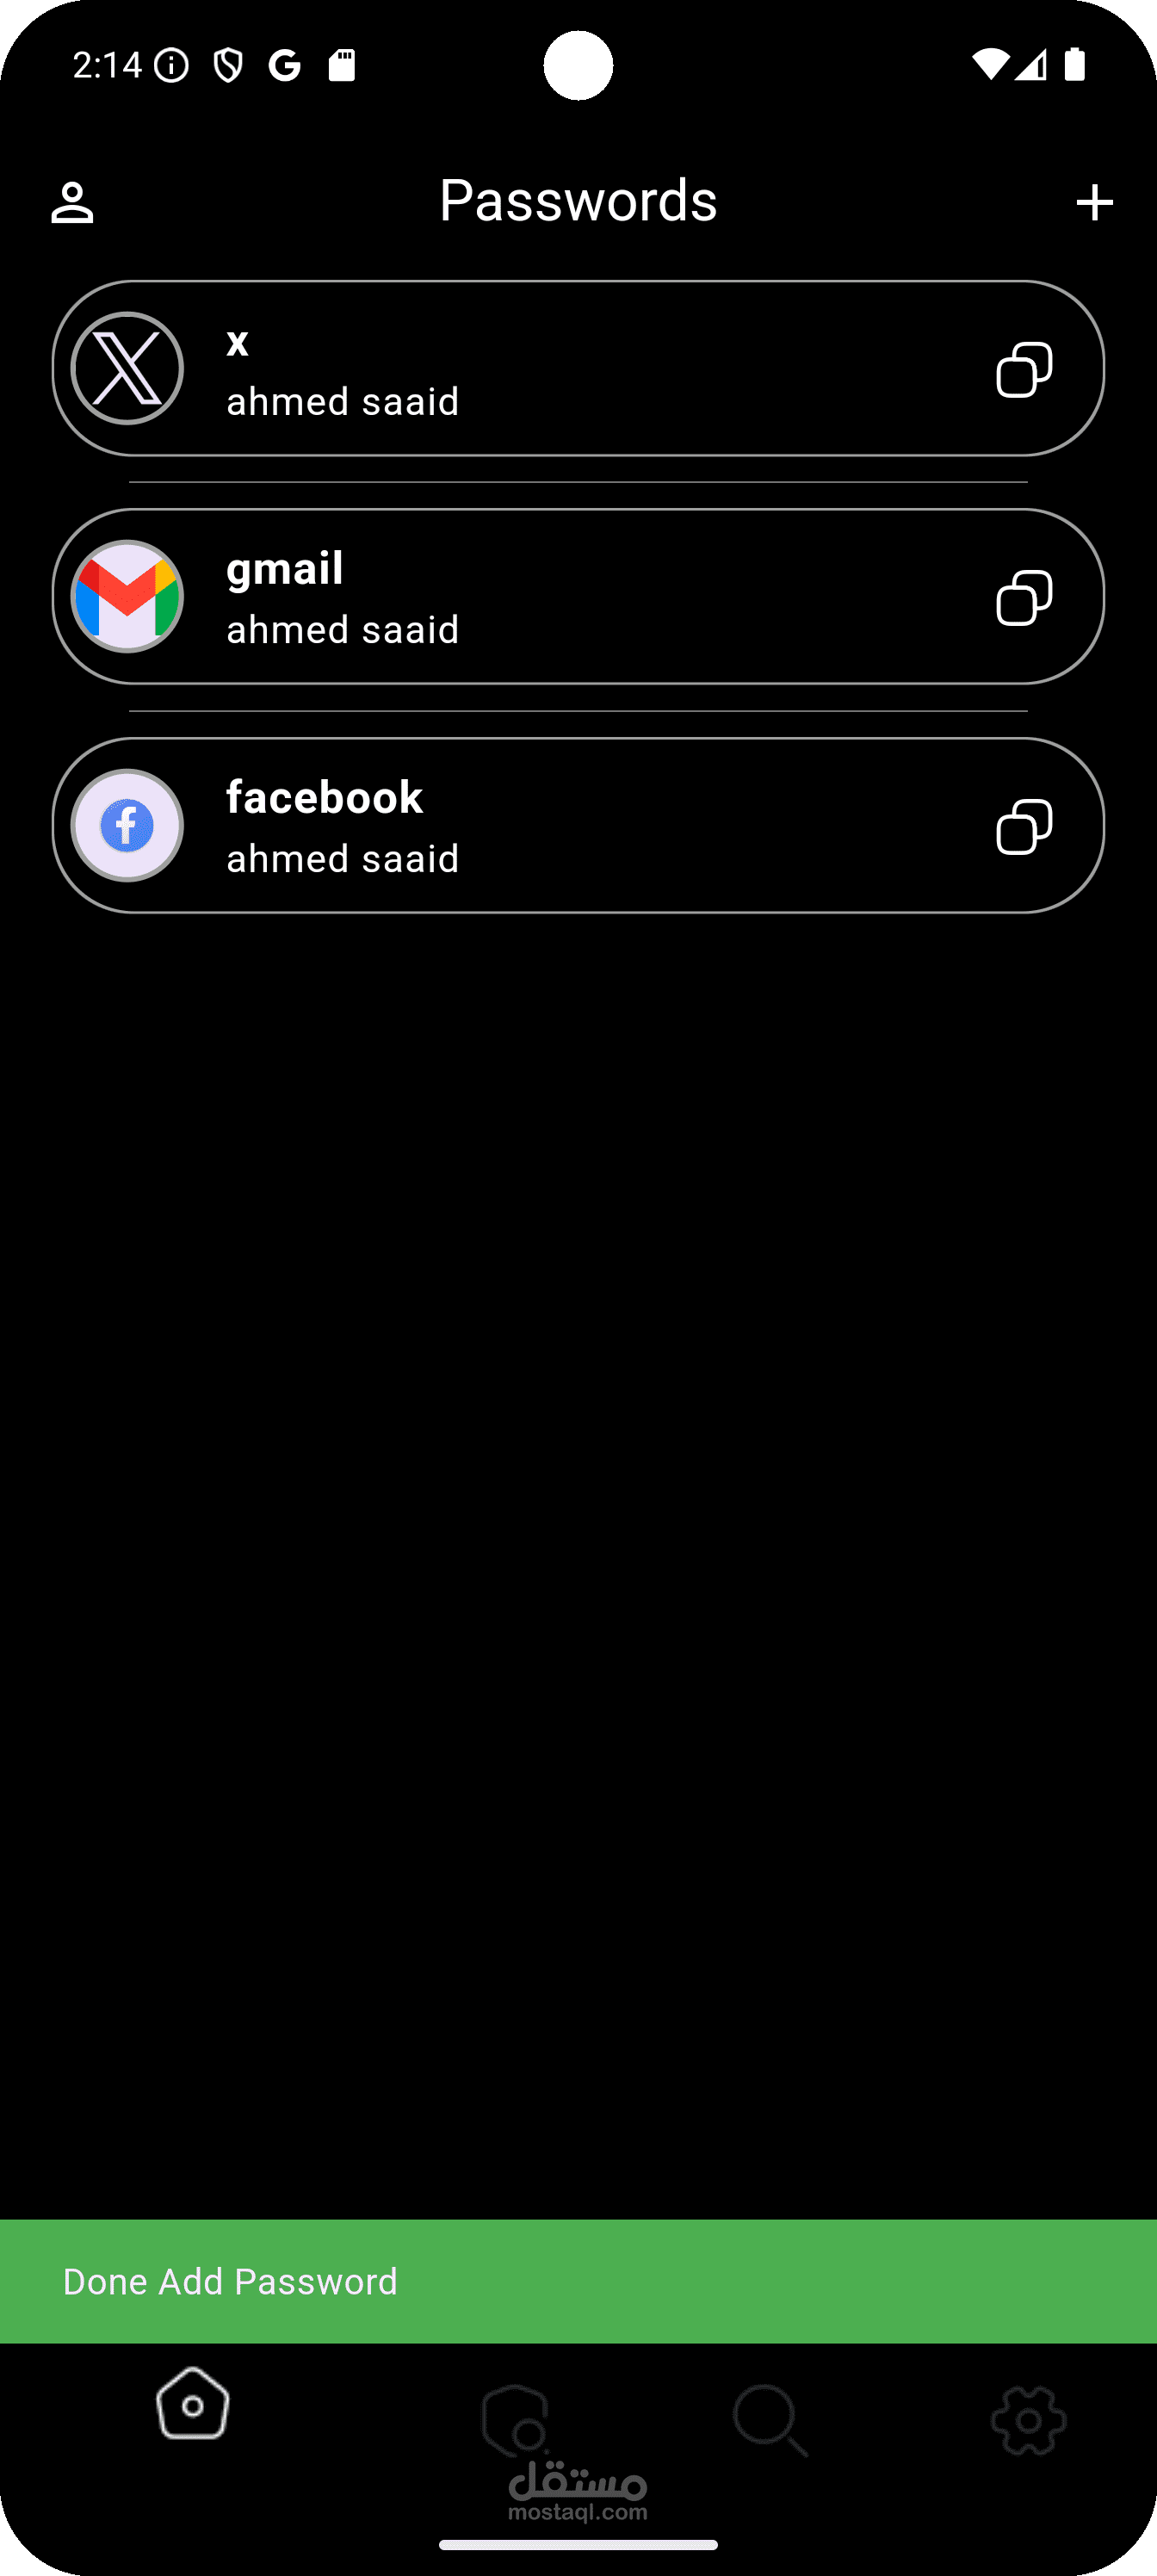 2:14
Passwords
x
ahmed saaid
gmail
ahmed saaid
facebook
ahmed saaid
Done Add Password
مستقل
mostaql.com